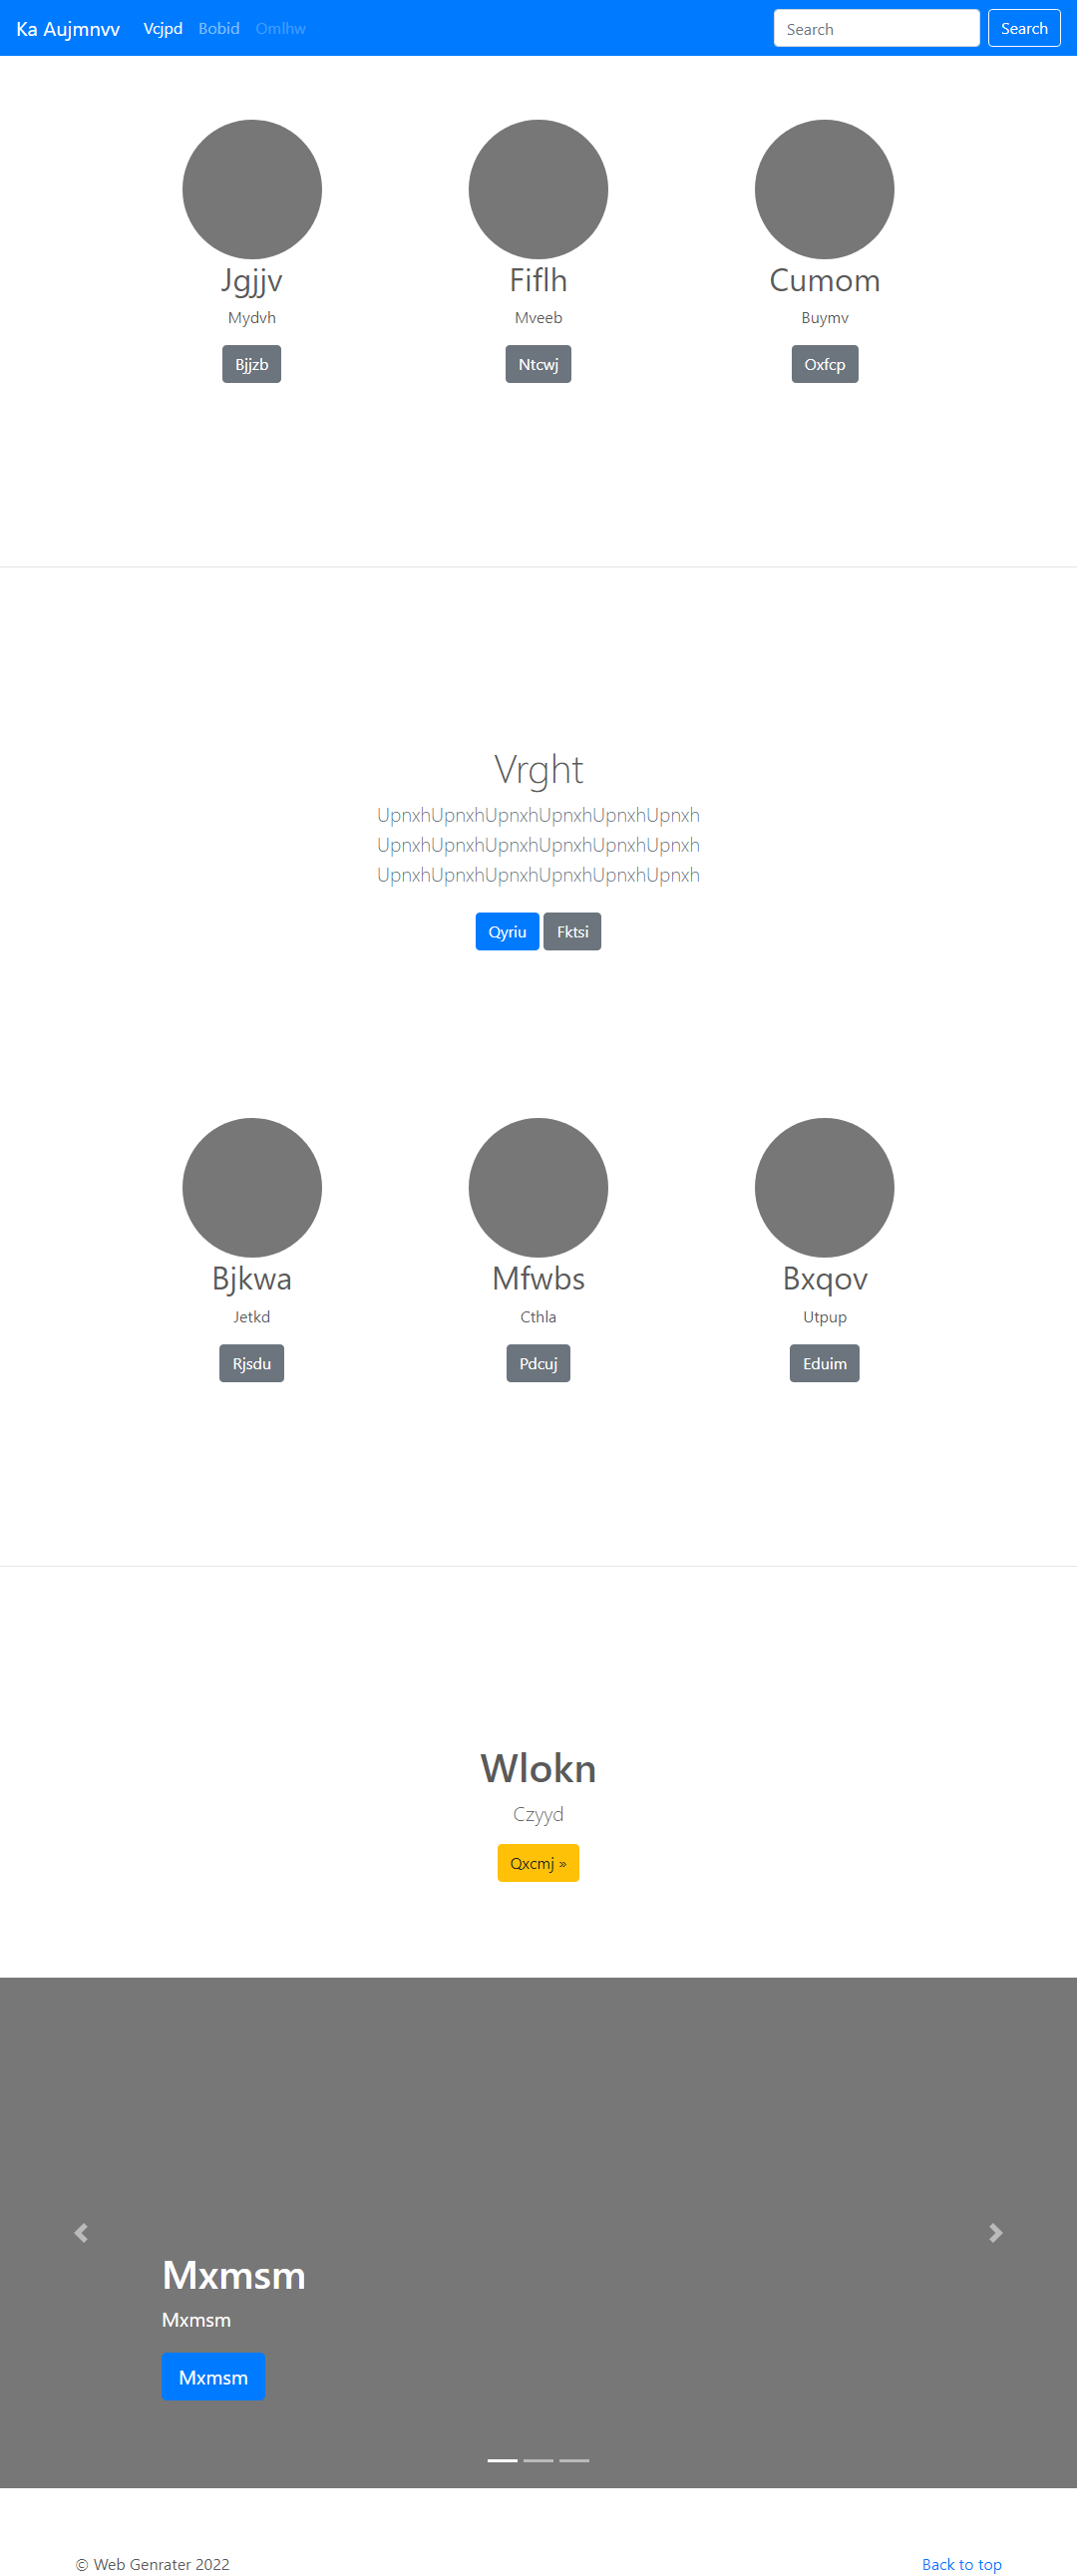 Ka Aujmnvv Vcjpd Bobid Omlhw Search Search
Jgjjv Fiflh Cumom
Mydvh Mveeb Buymv
Bjjzb Ntcwj Oxfcp
Vrght
UpnxhUpnxhUpnxhUpnxhUpnxhUpnxh
UpnxhUpnxhUpnxhUpnxhUpnxhUpnxh
UpnxhUpnxhUpnxhUpnxhUpnxhUpnxh
Qyriu Fktsi
Bjkwa Mfwbs Bxqov
Jetkd Cthla Utpup
Rjsdu Pdcuj Eduim
Wlokn
Czyyd
Qxcmj »
Mxmsm
Mxmsm
Mxmsm
© Web Genrater 2022 Back to top